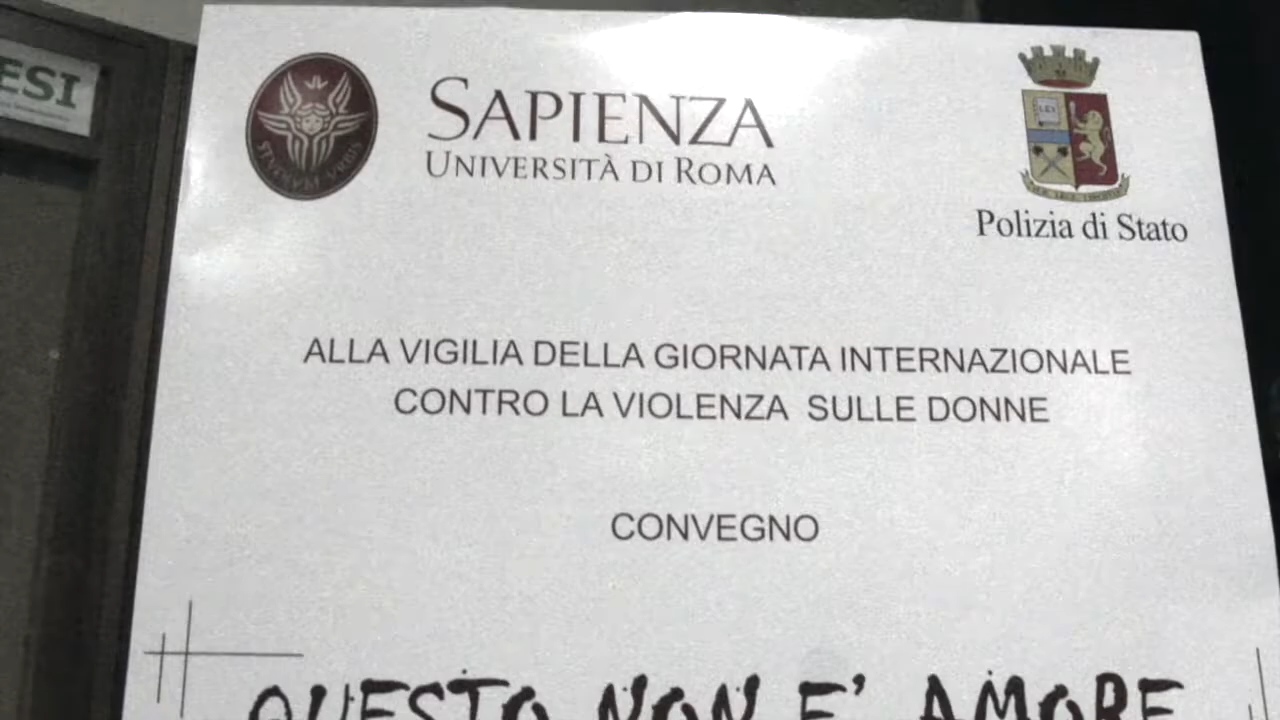 ESI
SAPIENZA
UNIVERSITÀ DI ROMA
Polizia di Stato
ALLA VIGILIA DELLA GIORNATA INTERNAZIONALE
CONTRO LA VIOLENZA SULLE DONNE
CONVEGNO
QUESTO NON E' AMORE